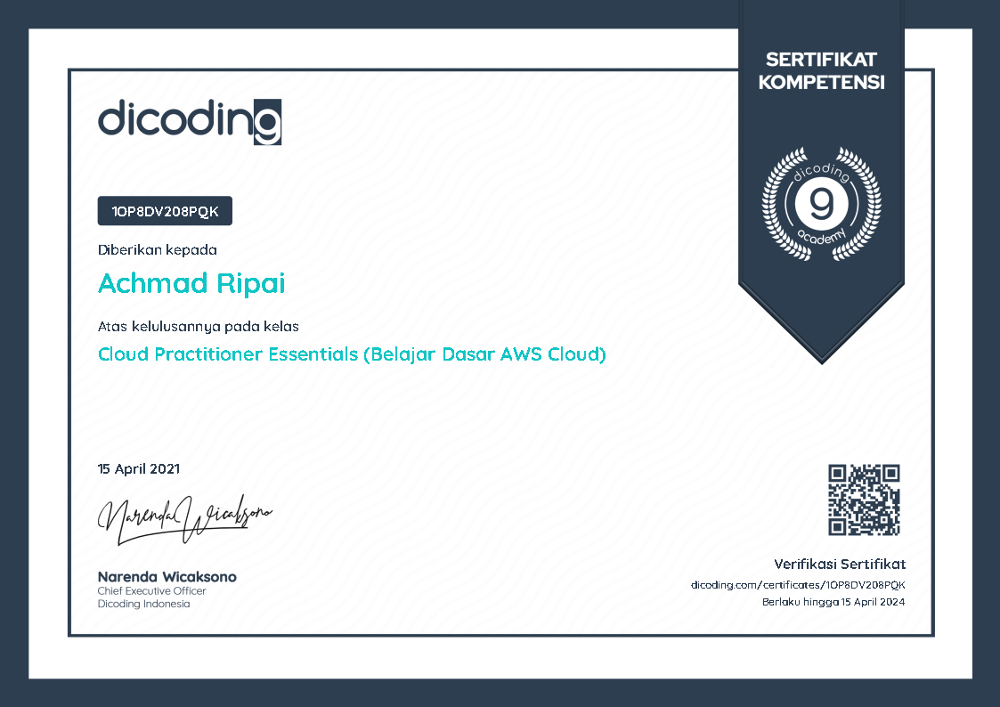 SERTIFIKAT
KOMPETENSI
dicoding
dicoding
9
academy
1OP8DV208PQK
Diberikan kepada
Achmad Ripai
Atas kelulusannya pada kelas
Cloud Practitioner Essentials (Belajar Dasar AWS Cloud)
15 April 2021
Narenda Wicaksono
Narenda Wicaksono
Chief Executive Officer
Dicoding Indonesia
Verifikasi Sertifikat
dicoding.com/certificates/1OP8DV208PQK
Berlaku hingga 15 April 2024